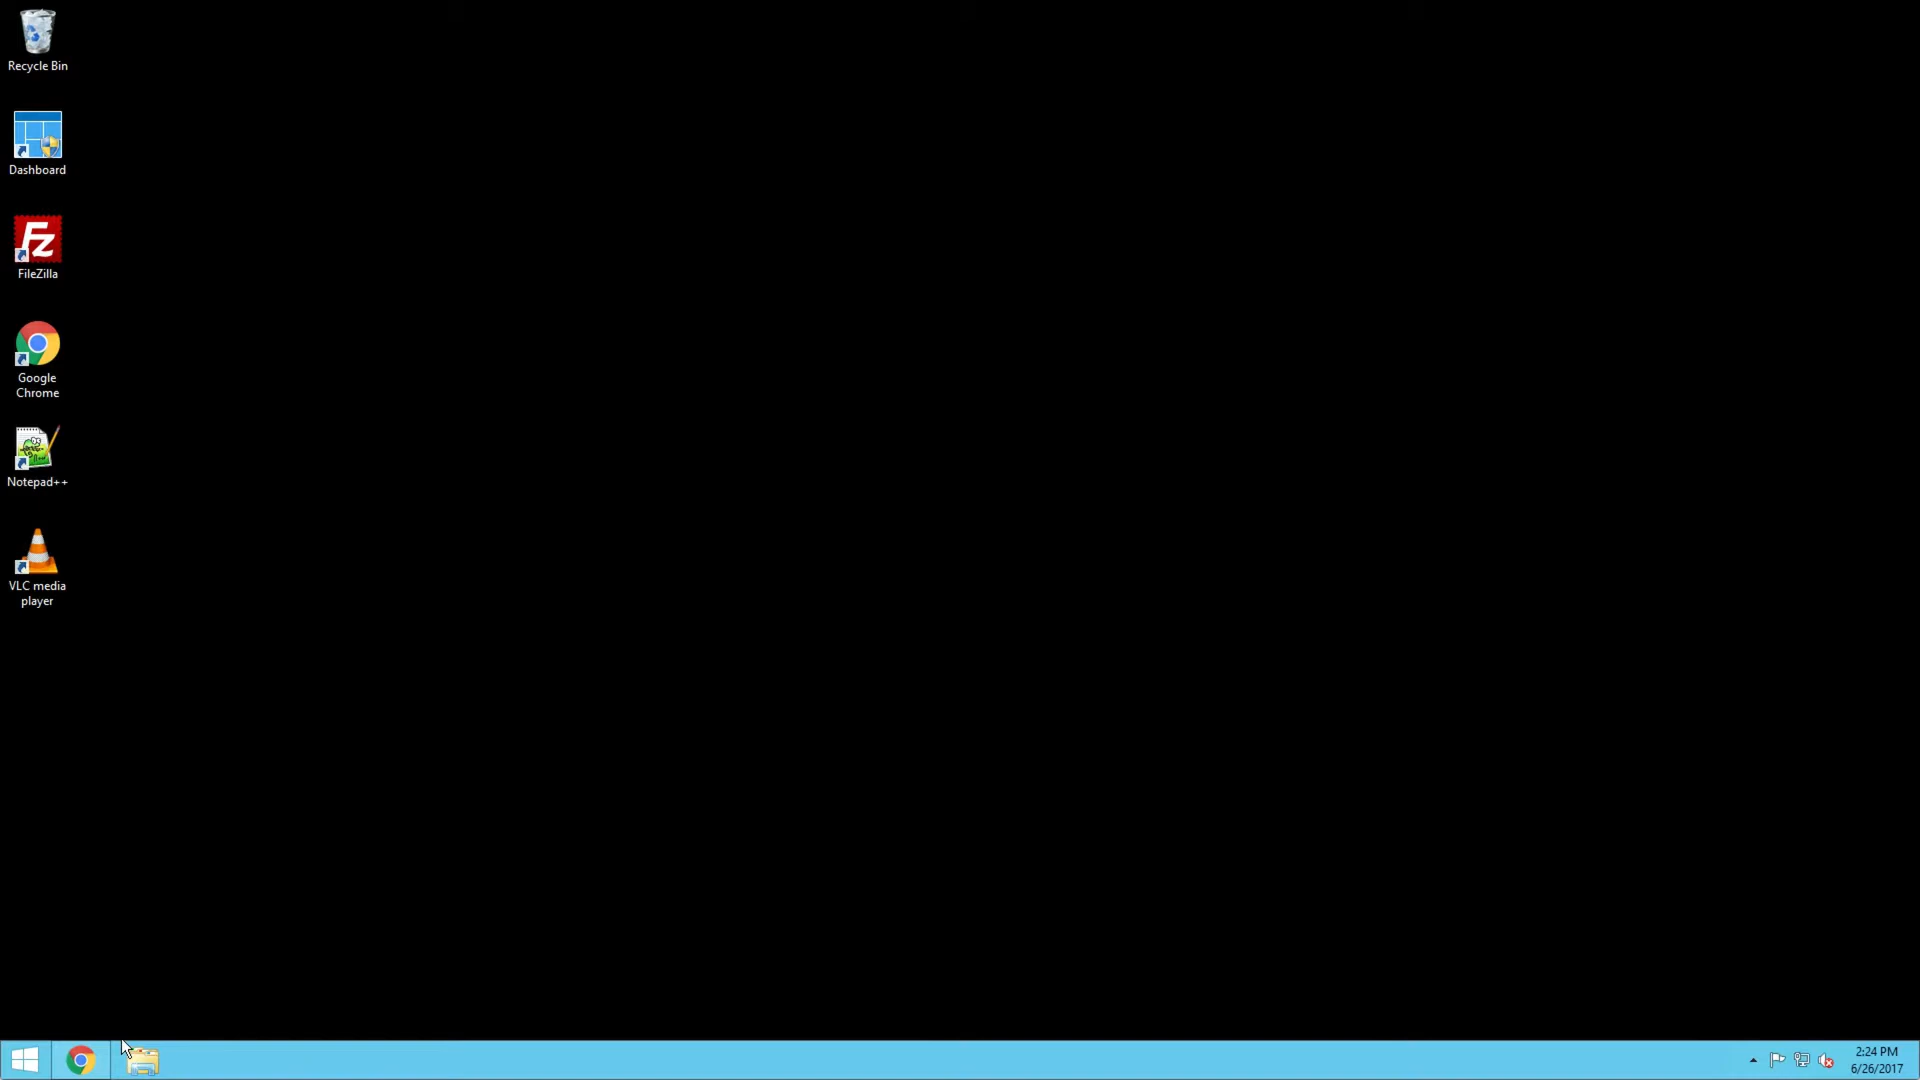 Recycle Bin
Dashboard
FileZilla
Google
Chrome
Notepad++
VLC media
player
2:24 PM
6/26/2017